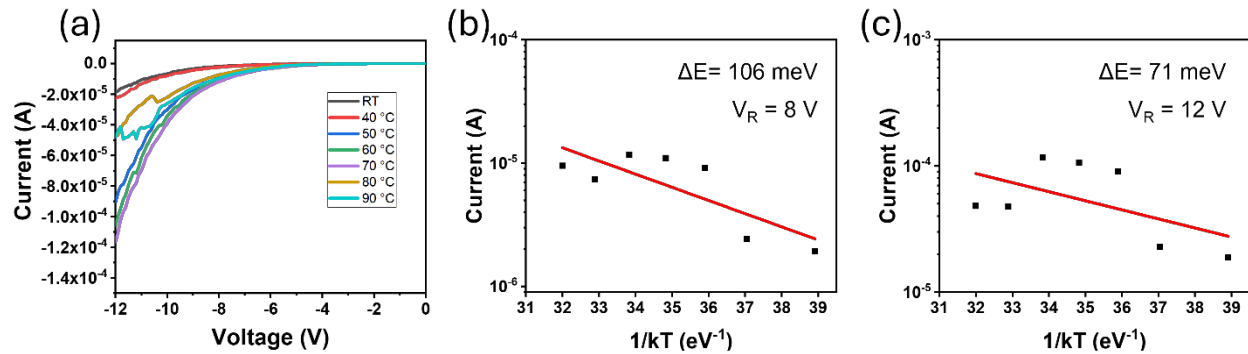 (a)
0.0
-2.0x10⁻⁵
-4.0x10⁻⁵
-6.0x10⁻⁵
-8.0x10⁻⁵
-1.0x10⁻⁴
-1.2x10⁻⁴
-1.4x10⁻⁴
Current (A)
RT
40 °C
50 °C
60 °C
70 °C
80 °C
90 °C
-12
-10
-8
-6
-4
-2
0
Voltage (V)
(b)
10⁻⁴
10⁻⁵
10⁻⁶
Current (A)
ΔE= 106 meV
V_R = 8 V
31 32 33 34 35 36 37 38 39
1/kT (eV⁻¹)
(c)
10⁻³
10⁻⁴
10⁻⁵
Current (A)
ΔE= 71 meV
V_R = 12 V
31 32 33 34 35 36 37 38 39
1/kT (eV⁻¹)